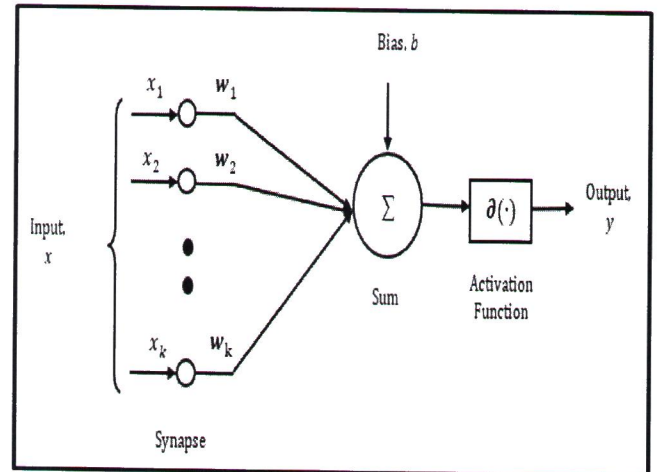 Bias, b
x₁ w₁
x₂ w₂
Input,
x
Σ
∂(·)
Output,
y
Sum
Activation
Function
xₖ wₖ
Synapse